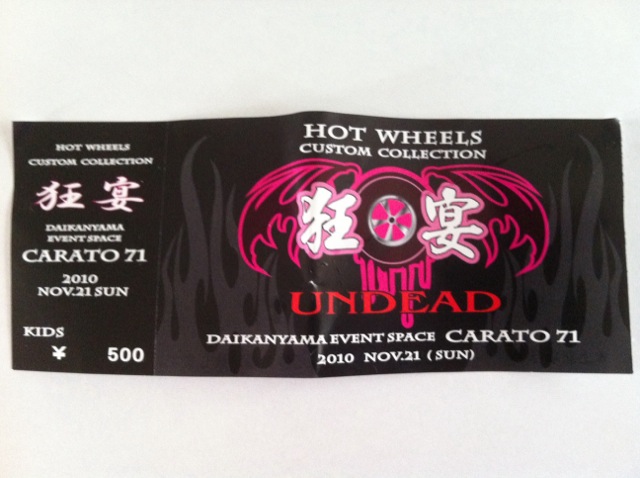 HOT WHEELS
CUSTOM COLLECTION
狂宴
DAIKANYAMA
EVENT SPACE
CARATO 71
2010
NOV.21 SUN
KIDS
¥ 500
HOT WHEELS
CUSTOM COLLECTION
狂宴
UNDEAD
DAIKANYAMA EVENT SPACE CARATO 71
2010 NOV.21 (SUN)